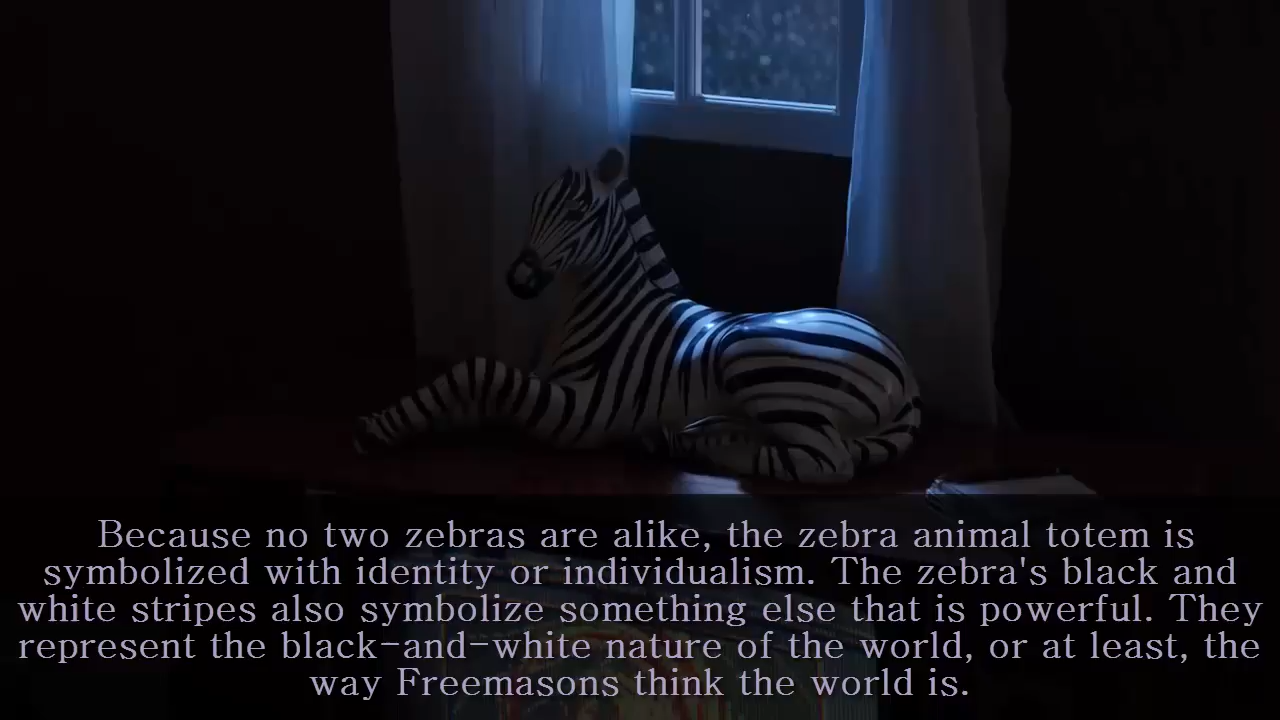 Because no two zebras are alike, the zebra animal totem is
symbolized with identity or individualism. The zebra's black and
white stripes also symbolize something else that is powerful. They
represent the black-and-white nature of the world, or at least, the
way Freemasons think the world is.